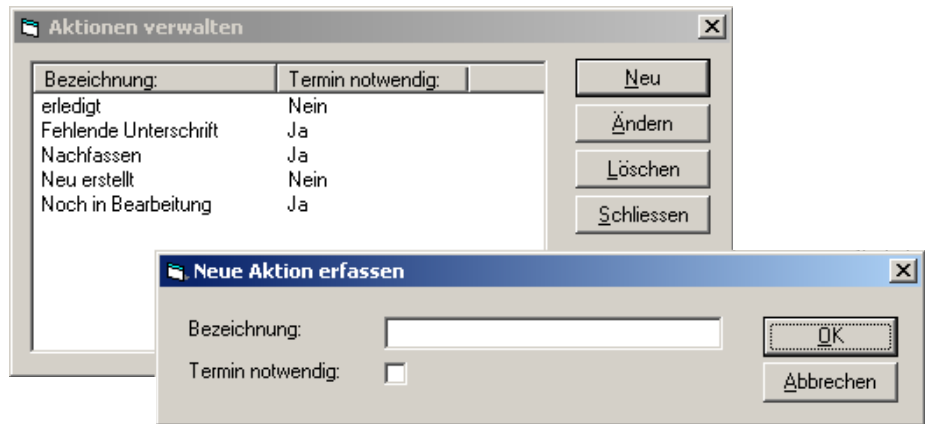 Aktionen verwalten
Bezeichnung: Termin notwendig:
erledigt Nein
Fehlende Unterschrift Ja
Nachfassen Ja
Neu erstellt Nein
Noch in Bearbeitung Ja
Neu
Ändern
Löschen
Schliessen
Neue Aktion erfassen
Bezeichnung:
Termin notwendig:
OK
Abbrechen